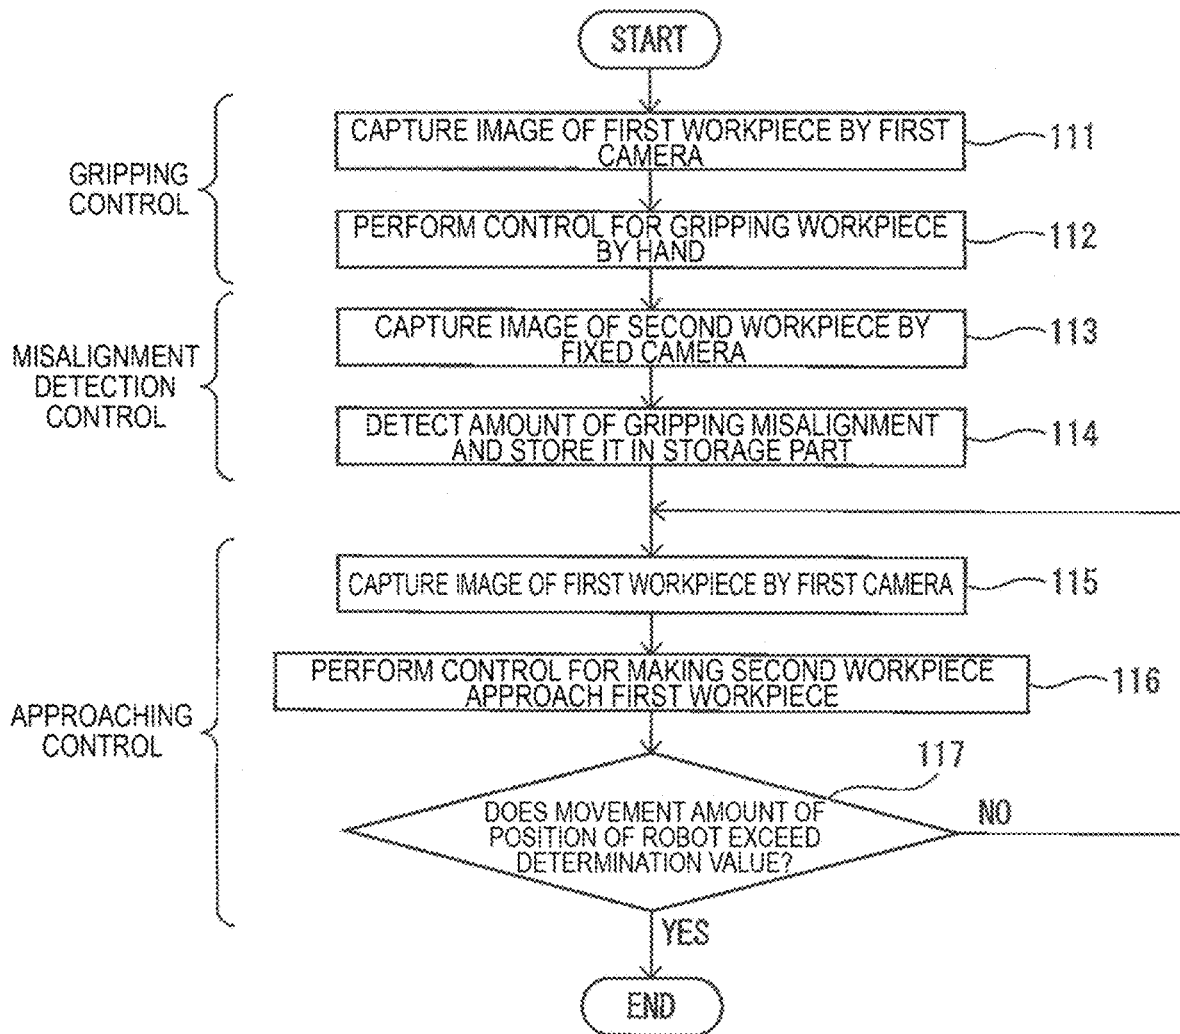 START
GRIPPING
CONTROL
CAPTURE IMAGE OF FIRST WORKPIECE BY FIRST
CAMERA
111
PERFORM CONTROL FOR GRIPPING WORKPIECE
BY HAND
112
MISALIGNMENT
DETECTION
CONTROL
CAPTURE IMAGE OF SECOND WORKPIECE BY
FIXED CAMERA
113
DETECT AMOUNT OF GRIPPING MISALIGNMENT
AND STORE IT IN STORAGE PART
114
APPROACHING
CONTROL
CAPTURE IMAGE OF FIRST WORKPIECE BY FIRST CAMERA
115
PERFORM CONTROL FOR MAKING SECOND WORKPIECE
APPROACH FIRST WORKPIECE
116
117
DOES MOVEMENT AMOUNT OF
POSITION OF ROBOT EXCEED
DETERMINATION VALUE?
NO
YES
END